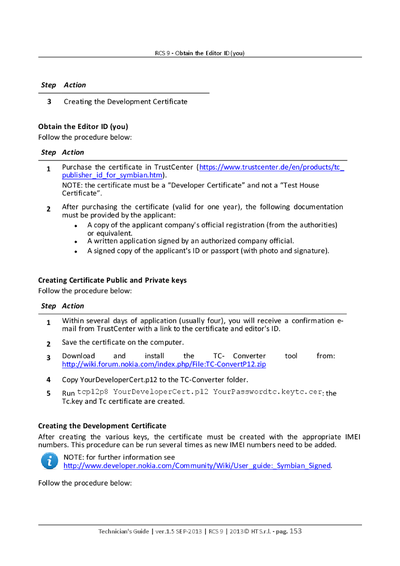 RCS 9 - Obtain the Editor ID (you)
Step Action
3 Creating the Development Certificate
Obtain the Editor ID (you)
Follow the procedure below:
Step Action
1 Purchase the certificate in TrustCenter (https://www.trustcenter.de/en/products/tc_
publisher_id_for_symbian.htm).
NOTE: the certificate must be a “Developer Certificate” and not a “Test House
Certificate”.
2 After purchasing the certificate (valid for one year), the following documentation
must be provided by the applicant:
• A copy of the applicant company's official registration (from the authorities)
or equivalent.
• A written application signed by an authorized company official.
• A signed copy of the applicant's ID or passport (with photo and signature).
Creating Certificate Public and Private keys
Follow the procedure below:
Step Action
1 Within several days of application (usually four), you will receive a confirmation e-
mail from TrustCenter with a link to the certificate and editor's ID.
2 Save the certificate on the computer.
3 Download and install the TC- Converter tool from:
http://wiki.forum.nokia.com/index.php/File:TC-ConvertP12.zip
4 Copy YourDeveloperCert.p12 to the TC-Converter folder.
5 Run tcp12p8 YourDeveloperCert.p12 YourPasswordtc.keytc.cer: the
Tc.key and Tc certificate are created.
Creating the Development Certificate
After creating the various keys, the certificate must be created with the appropriate IMEI
numbers. This procedure can be run several times as new IMEI numbers need to be added.
i NOTE: for further information see
http://www.developer.nokia.com/Community/Wiki/User_guide:_Symbian_Signed.
Follow the procedure below:
Technician's Guide | ver.1.5 SEP-2013 | RCS 9 | 2013© HT S.r.l. - pag. 153